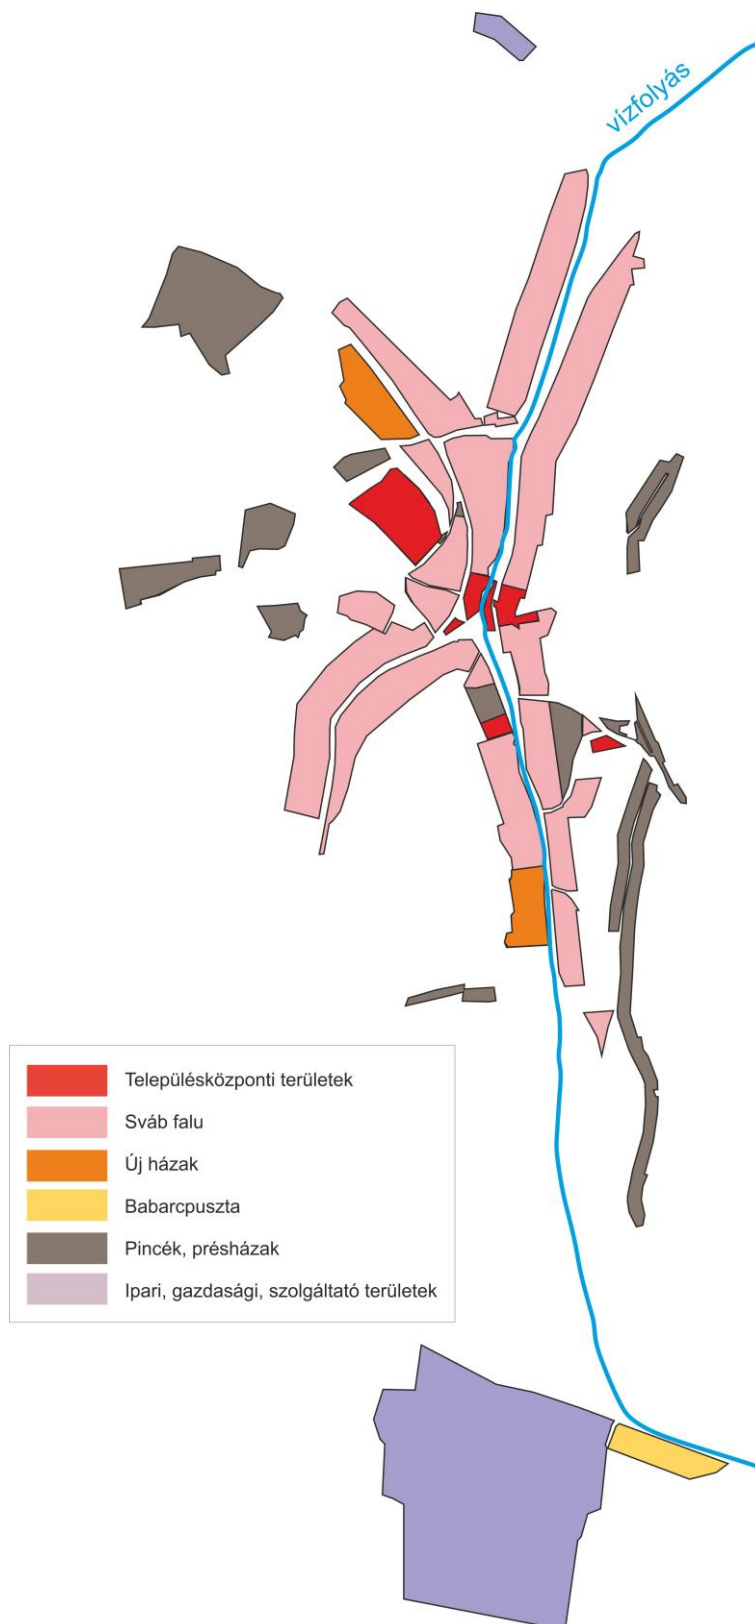 vízfolyás
Településközponti területek
Sváb falu
Új házak
Babarcpuszta
Pincék, présházak
Ipari, gazdasági, szolgáltató területek